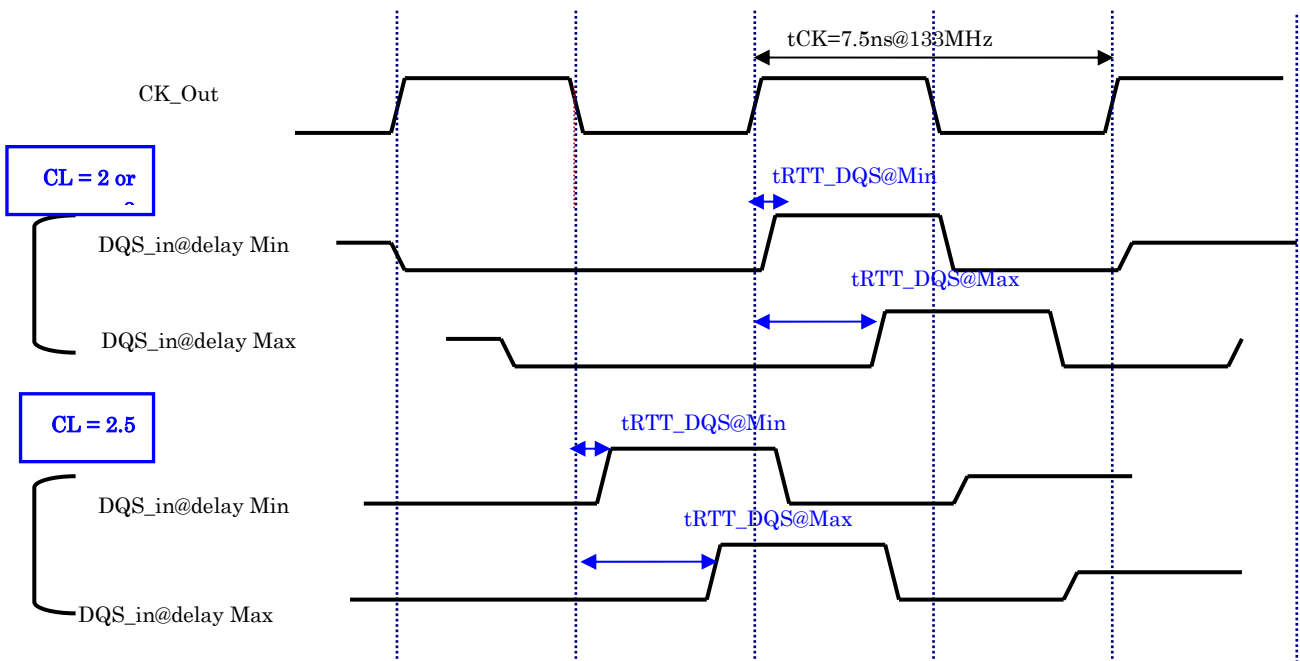 tCK=7.5ns@133MHz
CK_Out
CL = 2 or
tRTT_DQS@Min
DQS_in@delay Min
tRTT_DQS@Max
DQS_in@delay Max
CL = 2.5
tRTT_DQS@Min
DQS_in@delay Min
tRTT_DQS@Max
DQS_in@delay Max